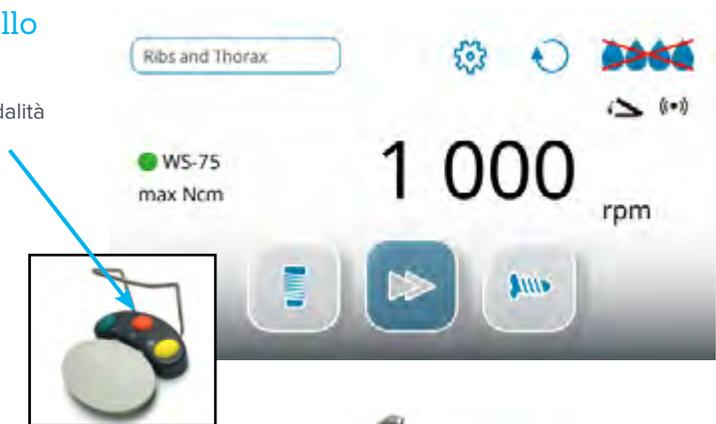 llo
Ribs and Thorax
dalità
WS-75
max Ncm
1 000
rpm